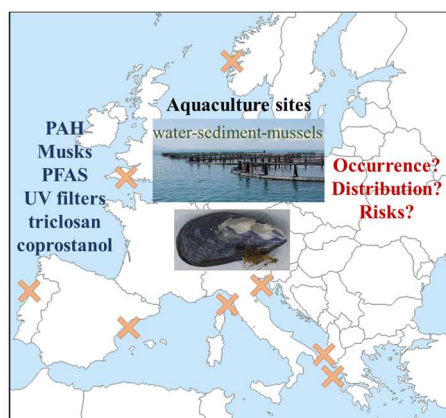 Aquaculture sites
water-sediment-mussels
PAH
Musks
PFAS
UV filters
triclosan
coprostanol
Occurrence?
Distribution?
Risks?